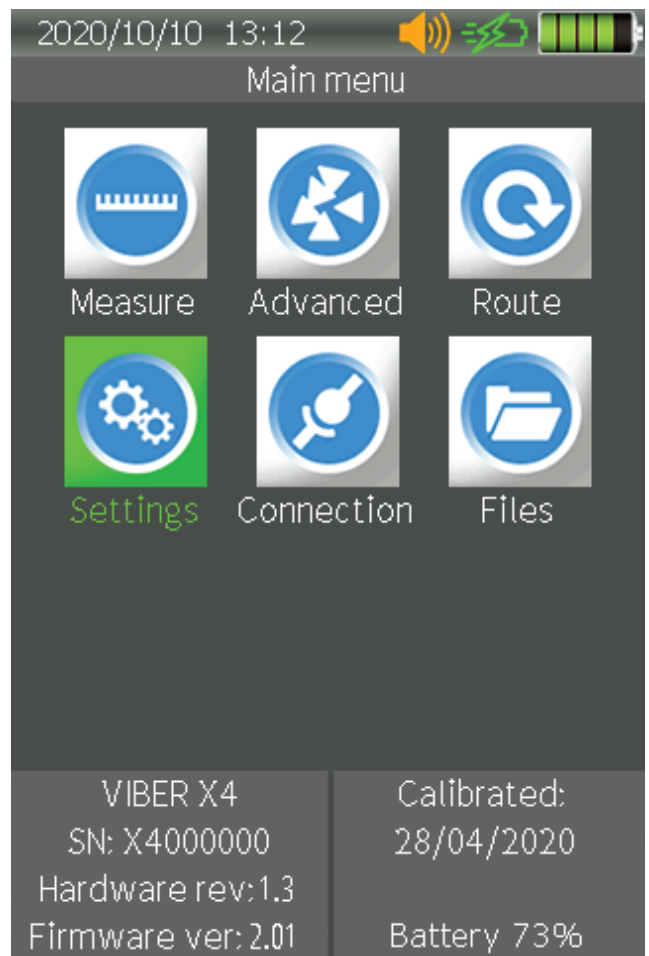 2020/10/10 13:12
Main menu
Measure Advanced Route
Settings Connection Files
VIBER X4
SN: X4000000
Hardware rev: 1.3
Firmware ver: 2.01
Calibrated:
28/04/2020
Battery 73%